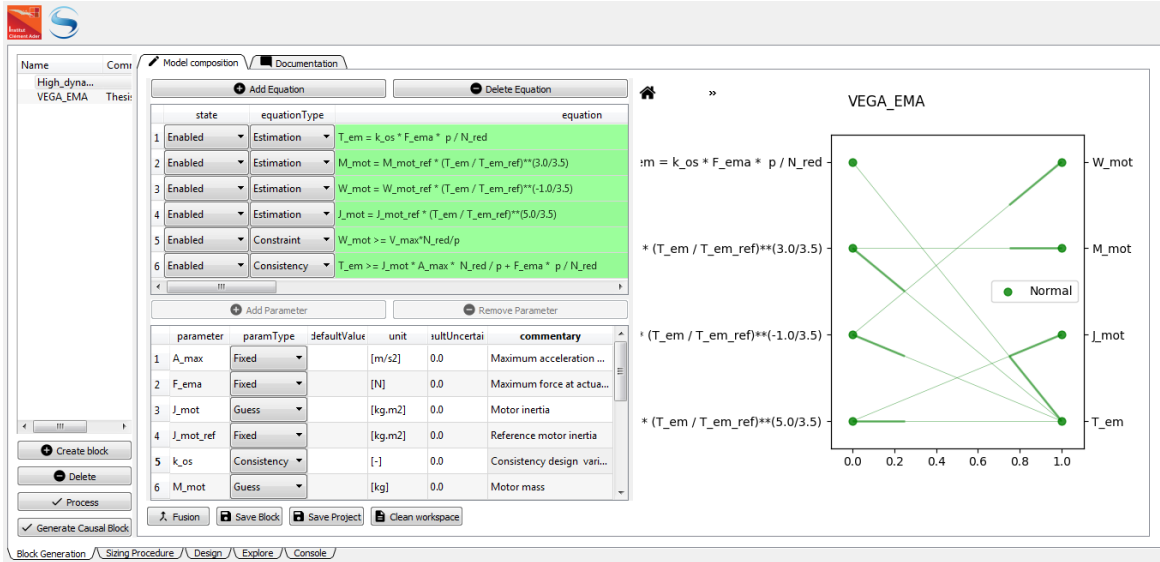 Institut
Clément Ader
Name Comr
High_dyna...
VEGA_EMA Thesi:
Create block
Delete
Process
Generate Causal Block
Model composition Documentation
Add Equation Delete Equation
state equationType equation
1 Enabled Estimation T_em = k_os * F_ema * p / N_red
2 Enabled Estimation M_mot = M_mot_ref * (T_em / T_em_ref)**(3.0/3.5)
3 Enabled Estimation W_mot = W_mot_ref * (T_em / T_em_ref)**(-1.0/3.5)
4 Enabled Estimation J_mot = J_mot_ref * (T_em / T_em_ref)**(5.0/3.5)
5 Enabled Constraint W_mot >= V_max*N_red/p
6 Enabled Consistency T_em >= J_mot * A_max * N_red / p + F_ema * p / N_red
Add Parameter Remove Parameter
parameter paramType defaultValue unit aultUncertai commentary
1 A_max Fixed [m/s2] 0.0 Maximum acceleration ...
2 F_ema Fixed [N] 0.0 Maximum force at actua...
3 J_mot Guess [kg.m2] 0.0 Motor inertia
4 J_mot_ref Fixed [kg.m2] 0.0 Reference motor inertia
5 k_os Consistency [-] 0.0 Consistency design vari...
6 M_mot Guess [kg] 0.0 Motor mass
Fusion Save Block Save Project Clean workspace
»
VEGA_EMA
em = k_os * F_ema * p / N_red W_mot
* (T_em / T_em_ref)**(3.0/3.5) M_mot
Normal
* (T_em / T_em_ref)**(-1.0/3.5) J_mot
* (T_em / T_em_ref)**(5.0/3.5) T_em
0.0 0.2 0.4 0.6 0.8 1.0
Block Generation Sizing Procedure Design Explore Console